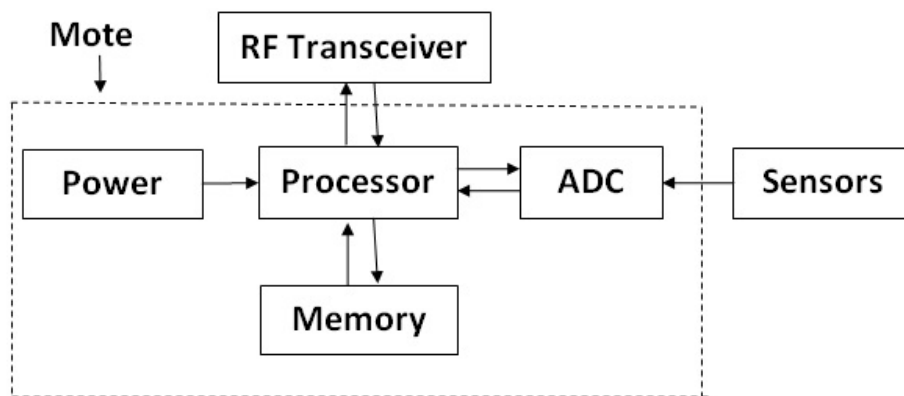 Mote
RF Transceiver
Power
Processor
ADC
Sensors
Memory